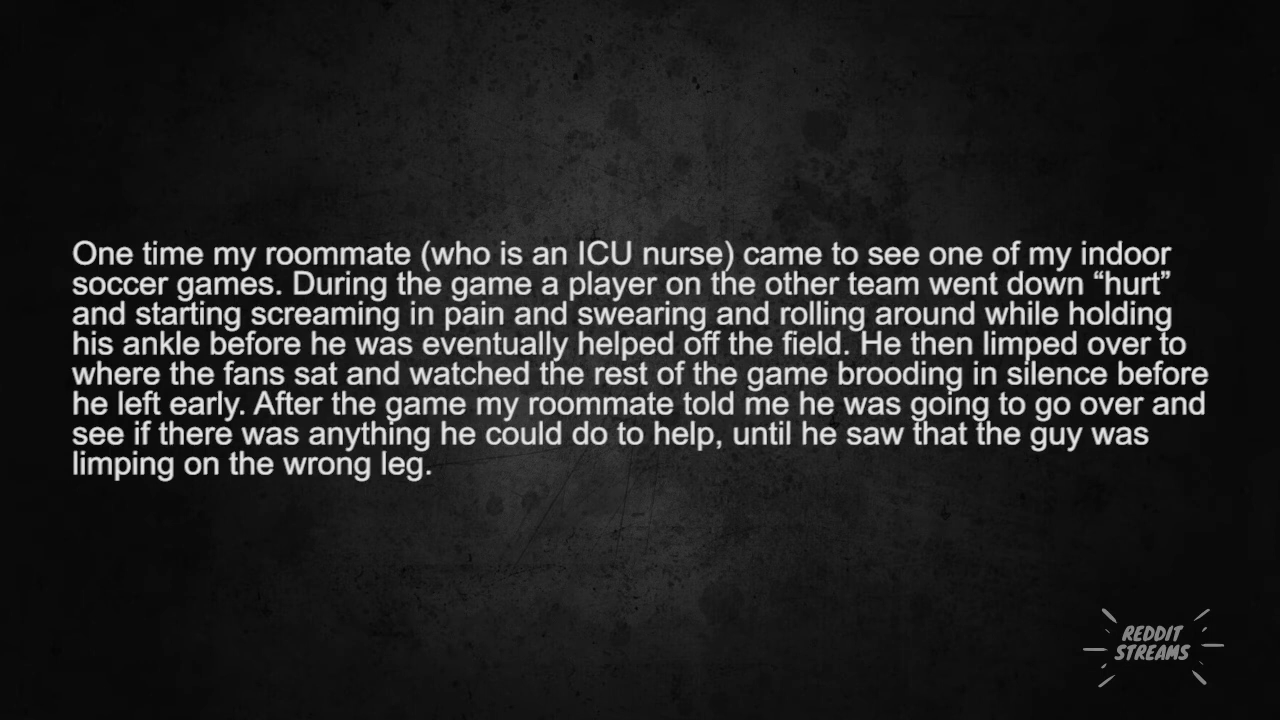 One time my roommate (who is an ICU nurse) came to see one of my indoor
soccer games. During the game a player on the other team went down “hurt”
and starting screaming in pain and swearing and rolling around while holding
his ankle before he was eventually helped off the field. He then limped over to
where the fans sat and watched the rest of the game brooding in silence before
he left early. After the game my roommate told me he was going to go over and
see if there was anything he could do to help, until he saw that the guy was
limping on the wrong leg.
REDDIT
STREAMS